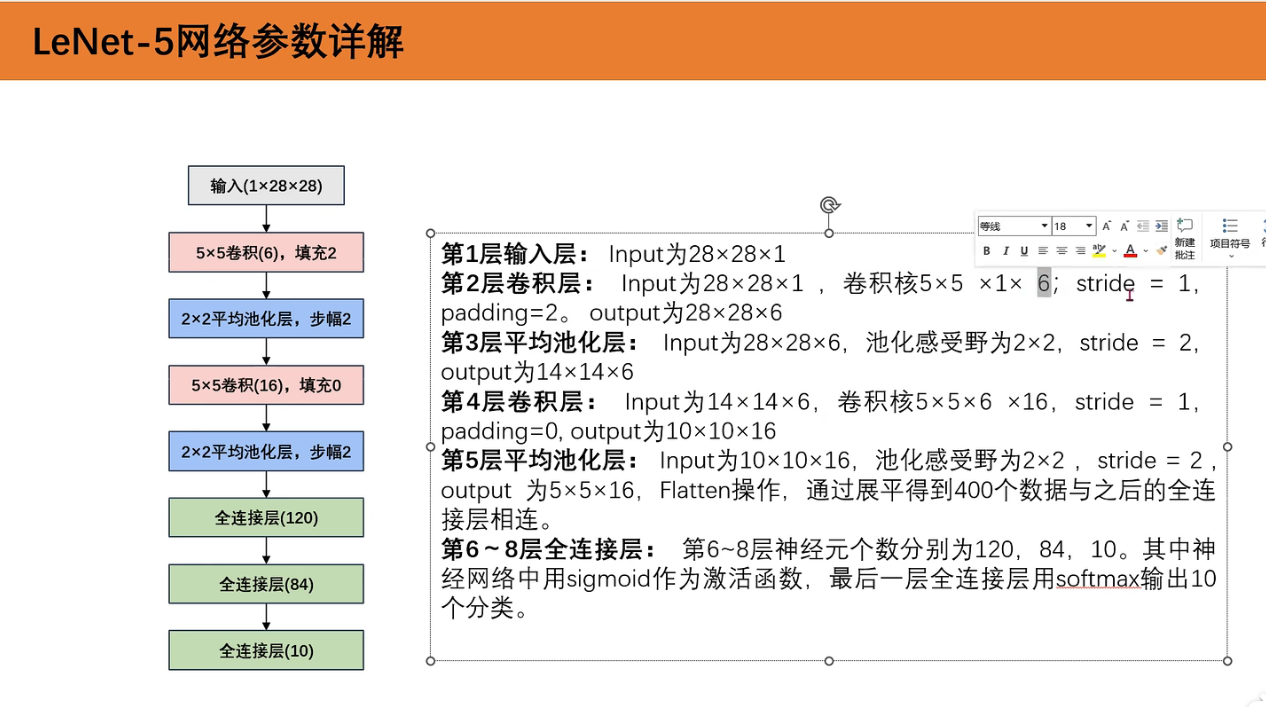 LeNet-5网络参数详解
输入(1×28×28)
5×5卷积(6)，填充2
2×2平均池化层，步幅2
5×5卷积(16)，填充0
2×2平均池化层，步幅2
全连接层(120)
全连接层(84)
全连接层(10)
第1层输入层： Input为28×28×1
第2层卷积层： Input为28×28×1 ，卷积核5×5 ×1× 6；stride = 1，
padding=2。 output为28×28×6
第3层平均池化层： Input为28×28×6，池化感受野为2×2，stride = 2，
output为14×14×6
第4层卷积层： Input为14×14×6，卷积核5×5×6 ×16，stride = 1，
padding=0, output为10×10×16
第5层平均池化层： Input为10×10×16，池化感受野为2×2 ，stride = 2，
output 为5×5×16，Flatten操作，通过展平得到400个数据与之后的全连
接层相连。
第6～8层全连接层： 第6~8层神经元个数分别为120，84，10。其中神
经网络中用sigmoid作为激活函数，最后一层全连接层用softmax输出10
个分类。
等线 18 A A
B I U A
新建
批注
项目符号